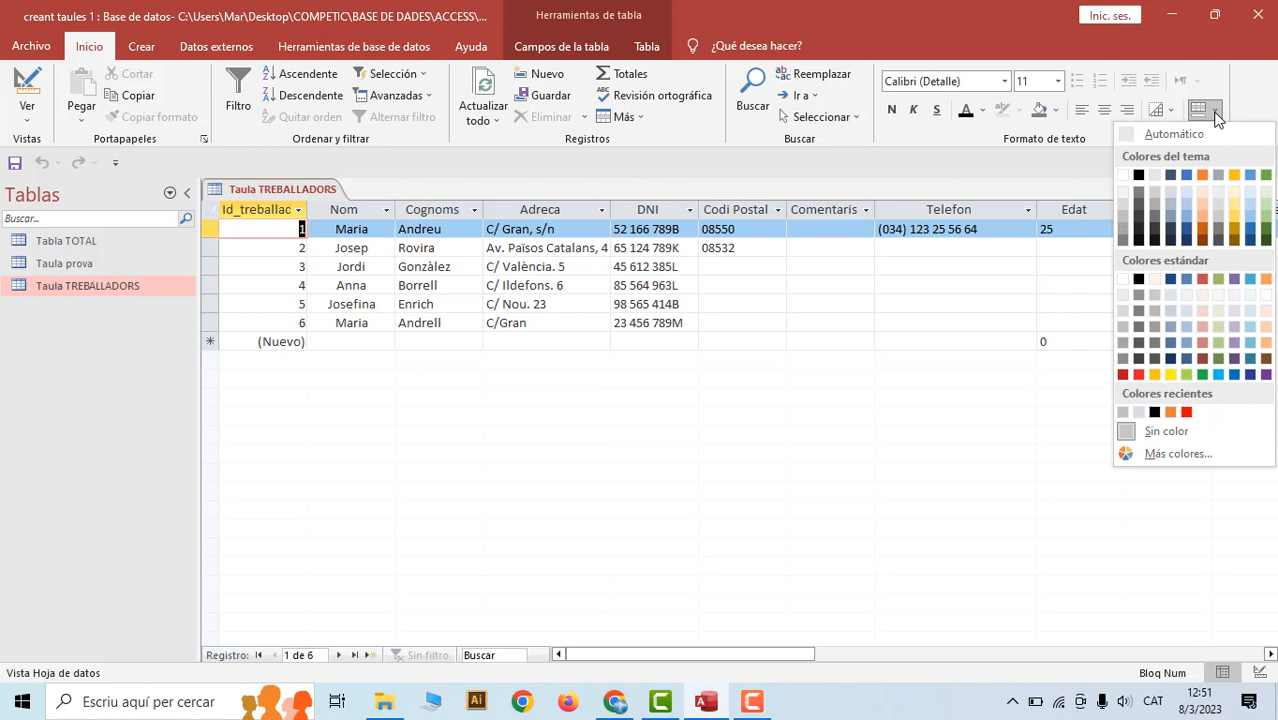 creant taules 1 : Base de datos- C:\Users\Mar\Desktop\COMPETIC\BASE DE DADES\ACCESS\...
Herramientas de tabla
Inic. ses.
Archivo Inicio Crear Datos externos Herramientas de base de datos Ayuda Campos de la tabla Tabla ¿Qué desea hacer?
Ver
Vistas
Pegar
Cortar
Copiar
Copiar formato
Portapapeles
Filtro
Ascendente
Descendente
Quitar orden
Selección
Avanzadas
Ordenar y filtrar
Actualizar
todo
Nuevo
Guardar
Eliminar
Totales
Revisión ortográfica
Más
Registros
Buscar
Reemplazar
Ir a
Seleccionar
Buscar
Calibri (Detalle) 11
N K S A
Formato de texto
Automático
Colores del tema
Colores estándar
Colores recientes
Sin color
Más colores...
Tablas
Buscar...
Tabla TOTAL
Taula prova
Taula TREBALLADORS
Taula TREBALLADORS
Id_treballac Nom Cognoms Adreca DNI Codi Postal Comentaris Telefon Edat
1 Maria Andreu C/ Gran, s/n 52 166 789B 08550 (034) 123 25 56 64 25
2 Josep Rovira Av. Països Catalans, 4 65 124 789K 08532
3 Jordi Gonzàlez C/ València. 5 45 612 385L
4 Anna Borrell C/ Ildefons. 6 85 564 963L
5 Josefina Enrich C/ Nou. 23 98 565 414B
6 Maria Andrell C/Gran 23 456 789M
(Nuevo) 0
Registro: 1 de 6 Sin filtro Buscar
Vista Hoja de datos
Bloq Num
Escriu aquí per cercar
Ai
CAT
12:51
8/3/2023